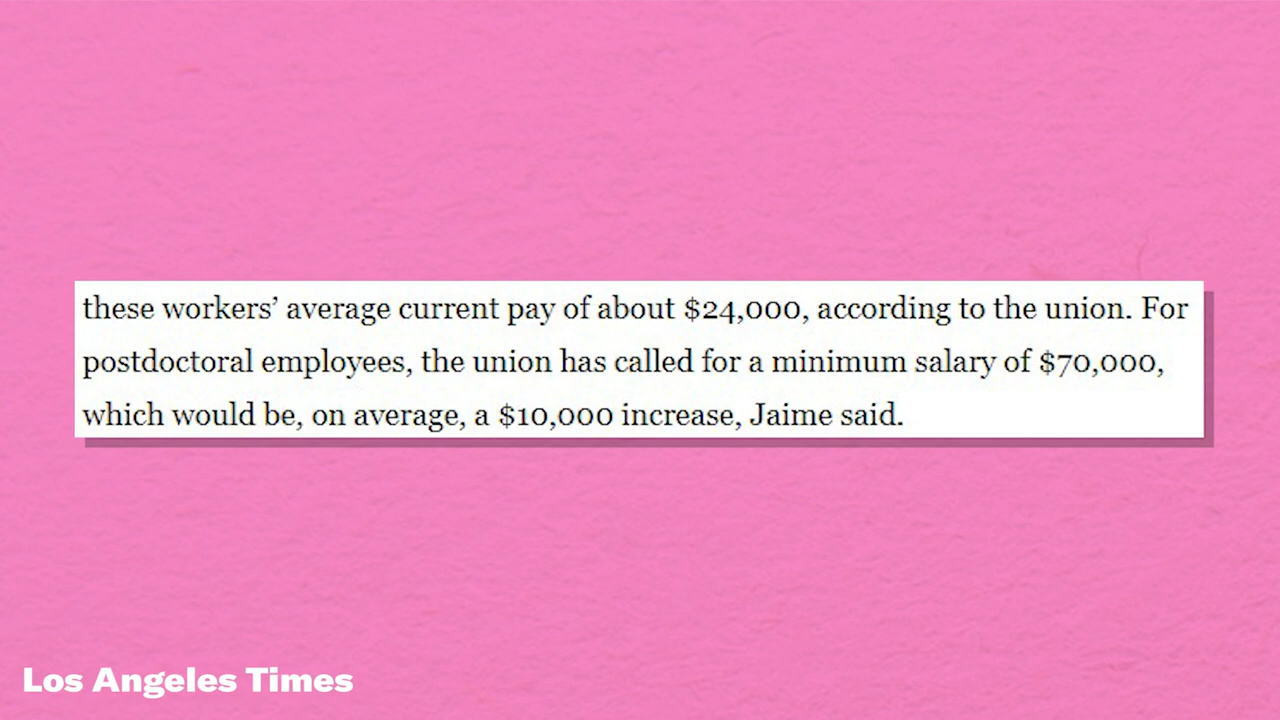 these workers’ average current pay of about $24,000, according to the union. For
postdoctoral employees, the union has called for a minimum salary of $70,000,
which would be, on average, a $10,000 increase, Jaime said.
Los Angeles Times